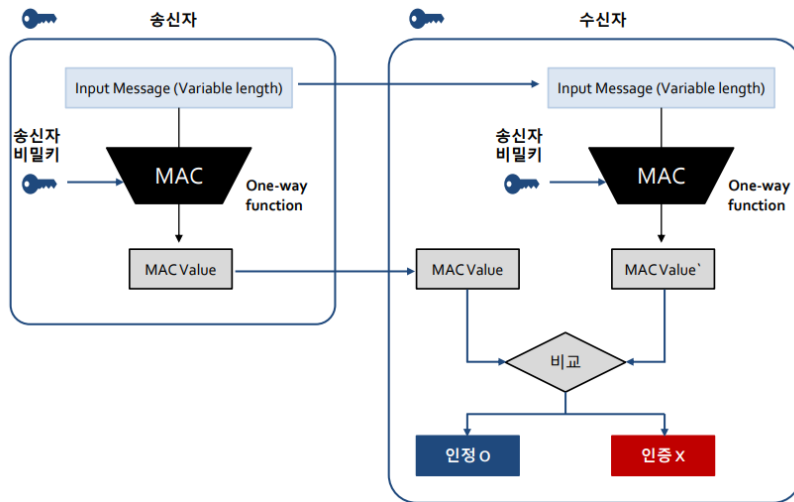 송신자
수신자
Input Message (Variable length)
Input Message (Variable length)
송신자
비밀키
MAC
One-way
function
송신자
비밀키
MAC
One-way
function
MAC Value
MAC Value
MAC Value`
비교
인정 O
인증 X